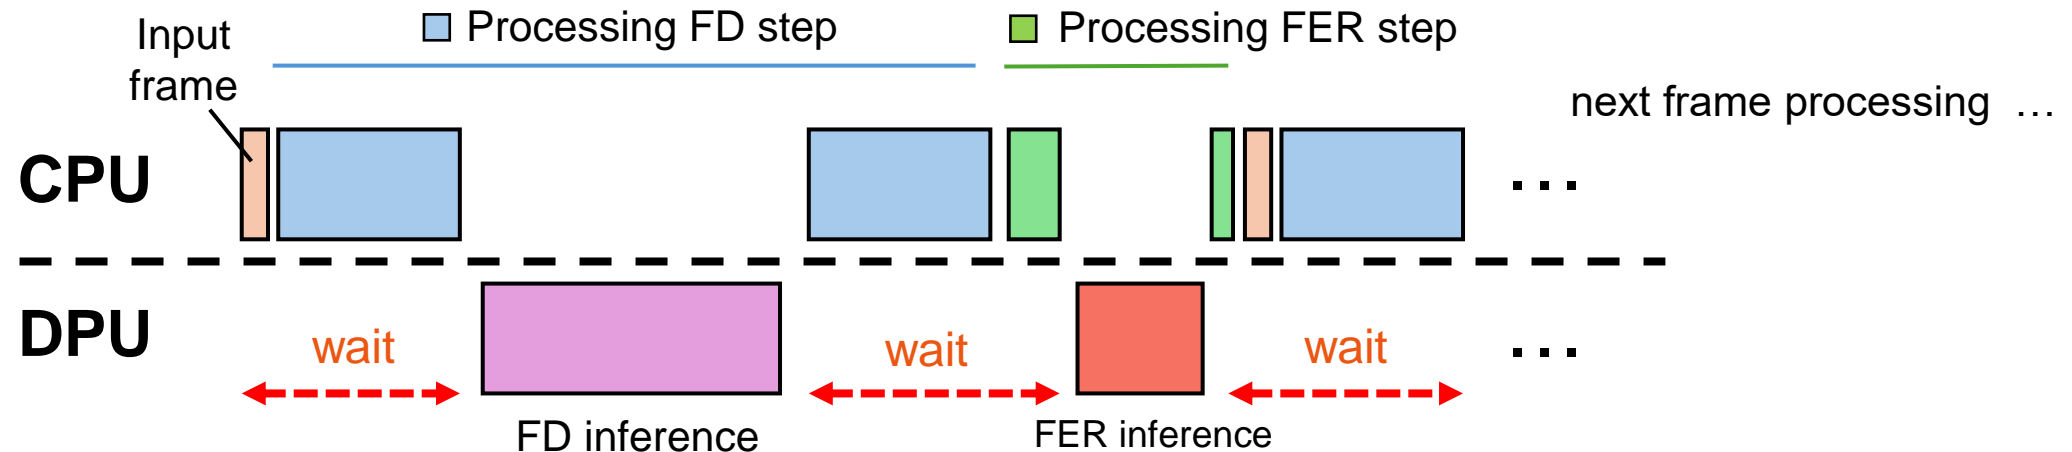 Input
frame
Processing FD step
Processing FER step
next frame processing …
CPU
...
DPU
wait
wait
wait
...
FD inference
FER inference